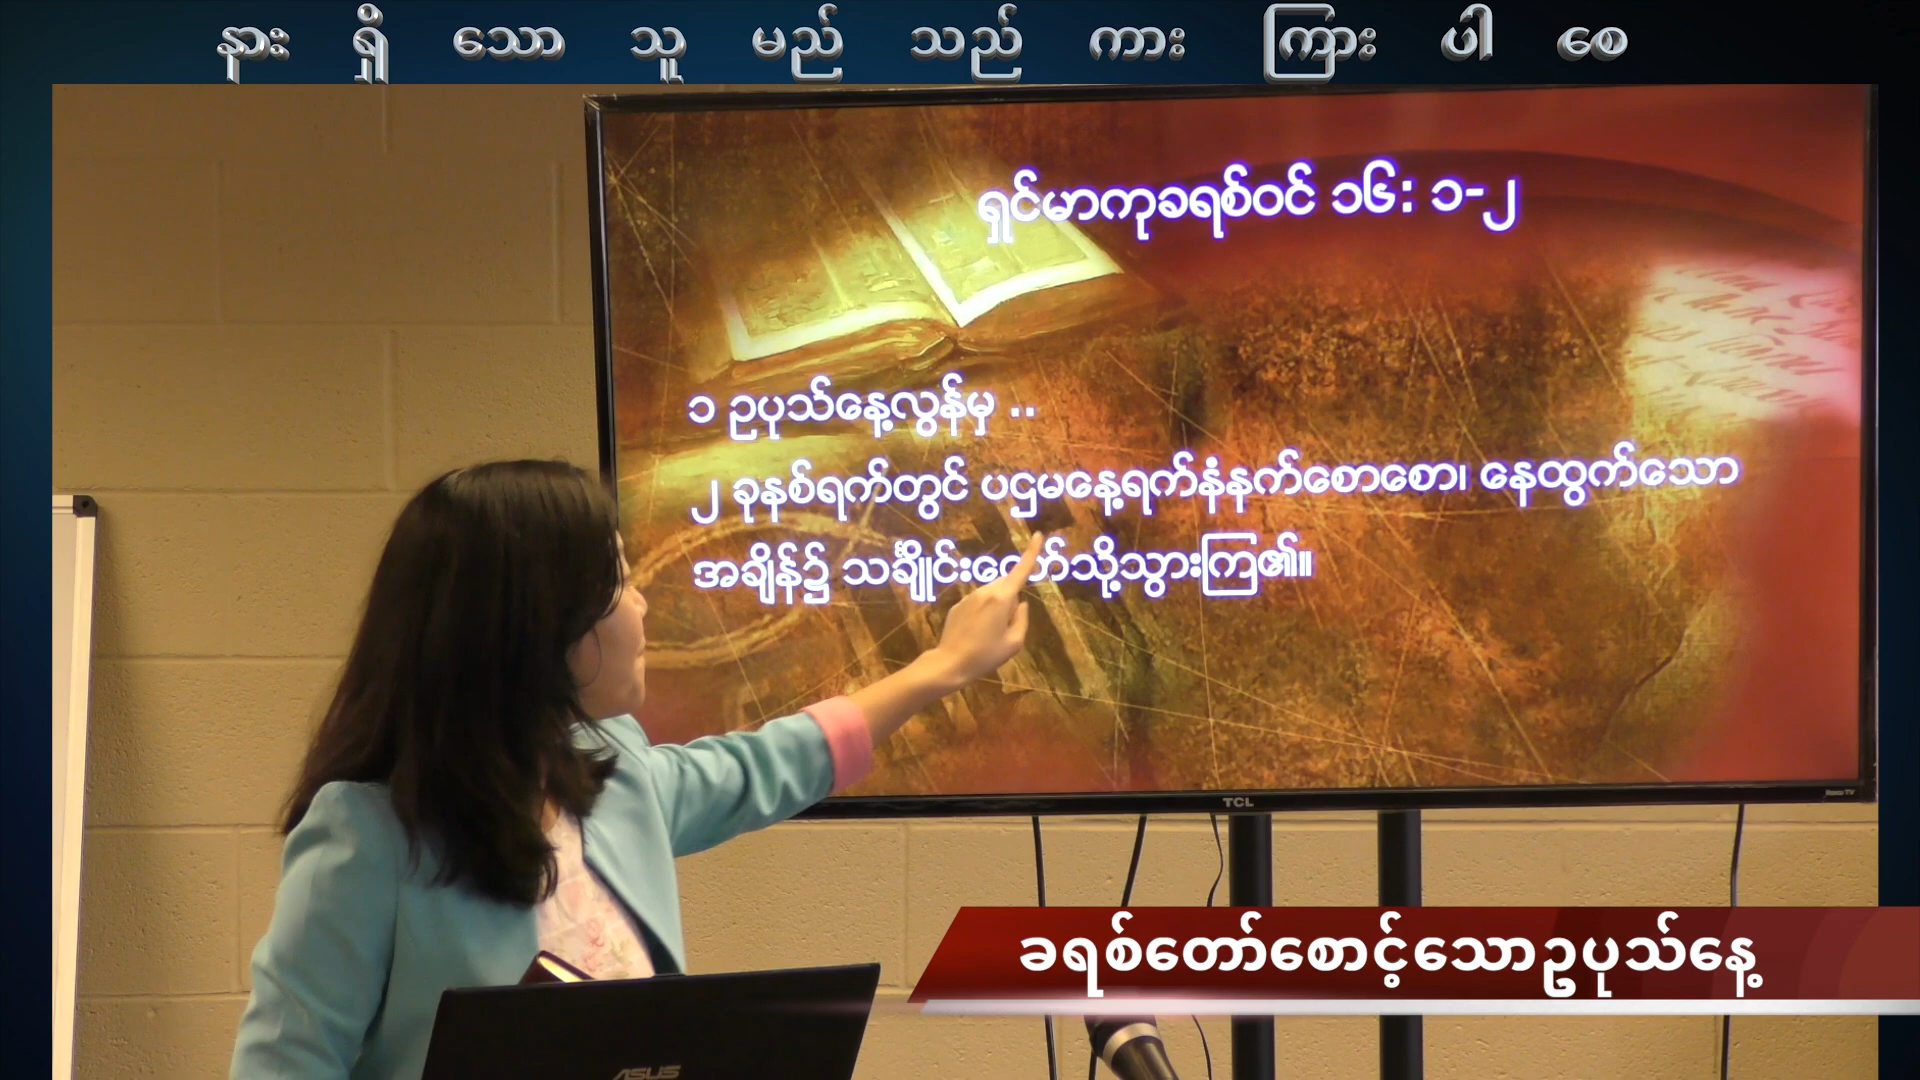 နား ရှိ သော သူ မည် သည် ကား ကြား ပါ စေ
ရှင်မာကုခရစ်ဝင် ၁၆: ၁-၂
၁ ဥပုသ်နေ့လွန်မှ ..
၂ ခုနစ်ရက်တွင် ပဌမနေ့ရက်နံနက်စောစော၊ နေထွက်သော
အချိန်၌ သင်္ချိုင်းတော်သို့သွားကြ၏။
TCL
Roku TV
ခရစ်တော်စောင့်သောဥပုသ်နေ့
ASUS